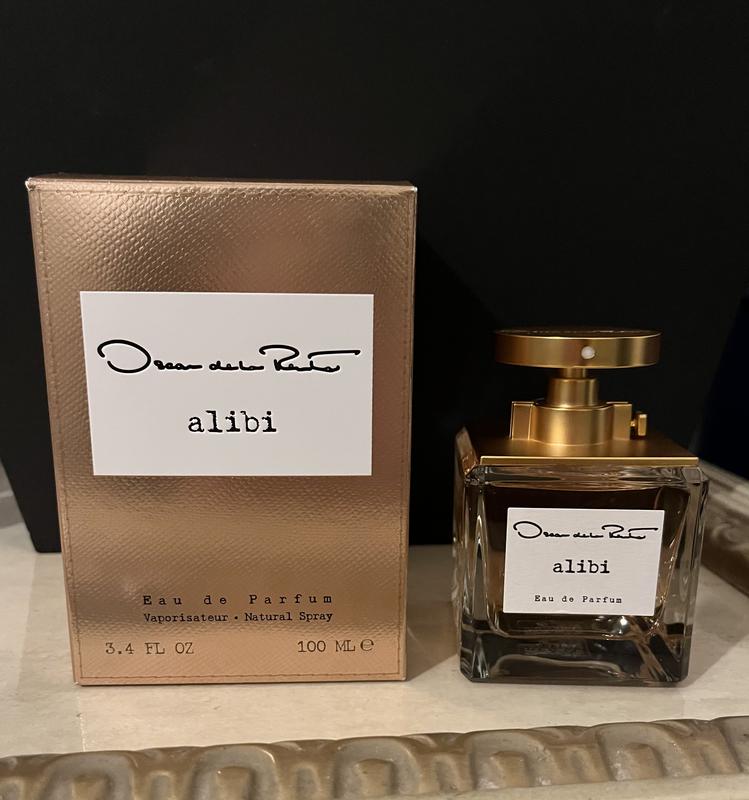 Oscar de la Renta
alibi
Eau de Parfum
Vaporisateur • Natural Spray
3.4 FL OZ 100 ML ℮
Oscar de la Renta
alibi
Eau de Parfum